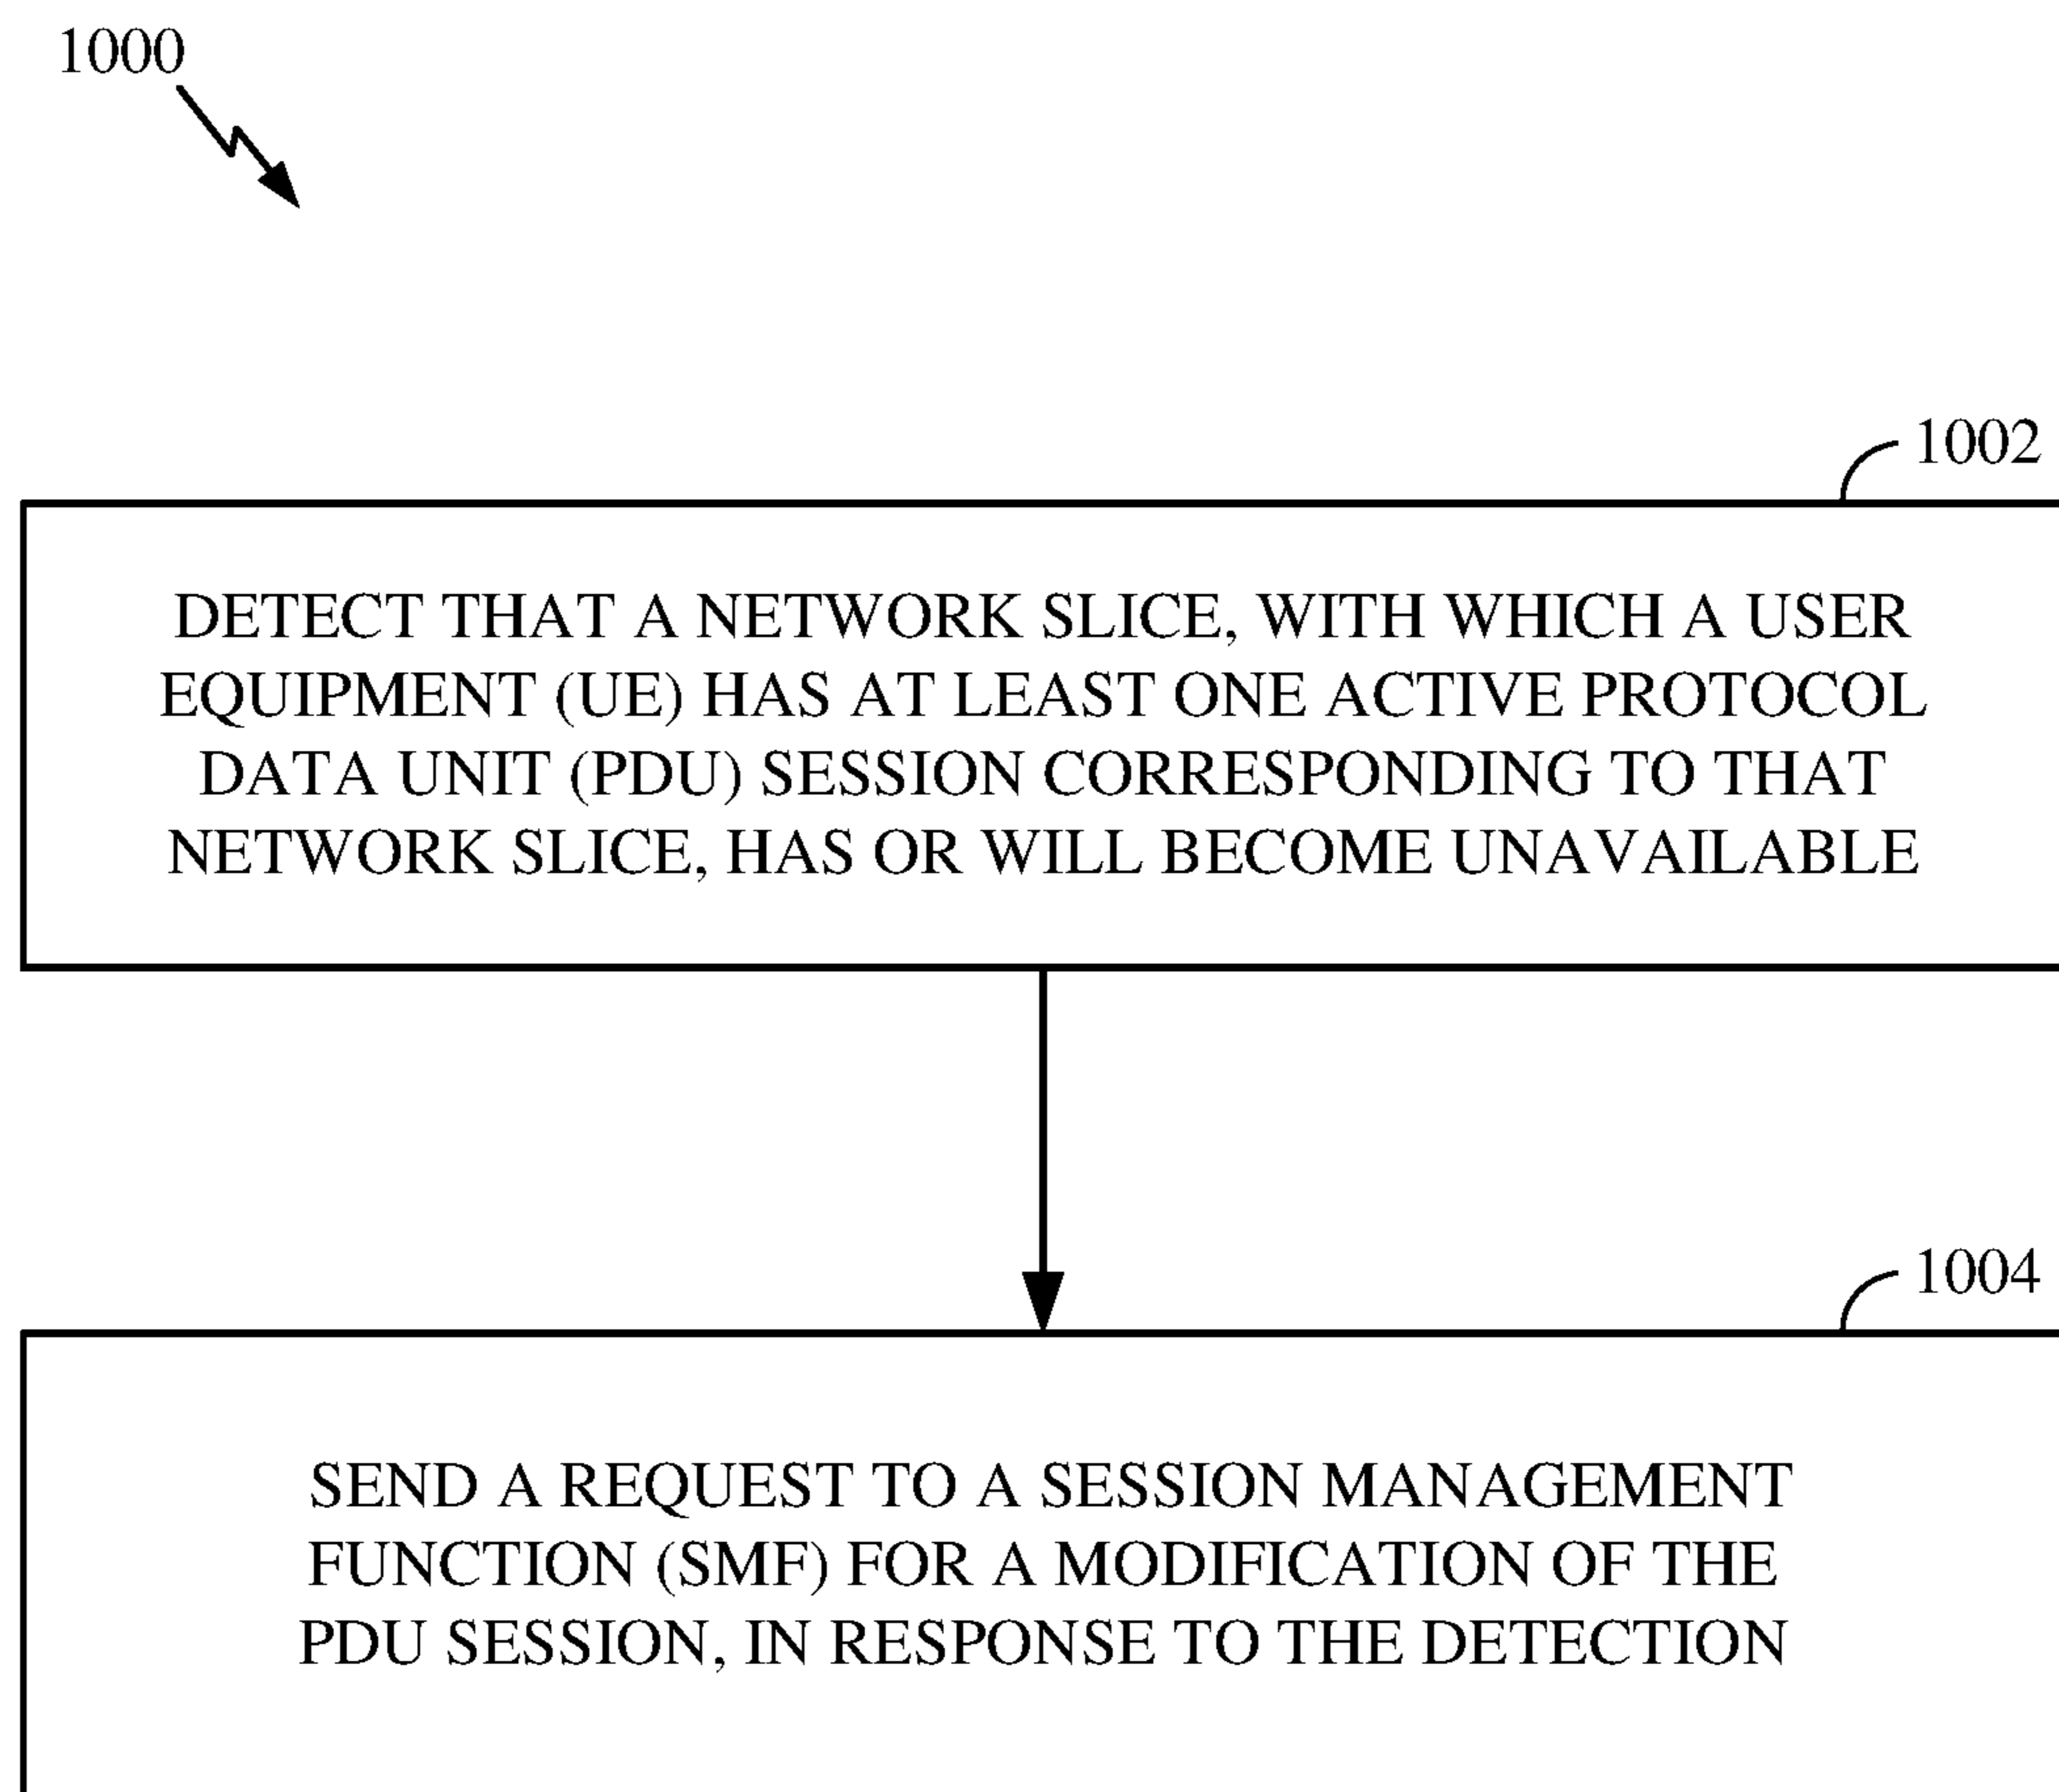 1000
1002
DETECT THAT A NETWORK SLICE, WITH WHICH A USER
EQUIPMENT (UE) HAS AT LEAST ONE ACTIVE PROTOCOL
DATA UNIT (PDU) SESSION CORRESPONDING TO THAT
NETWORK SLICE, HAS OR WILL BECOME UNAVAILABLE
1004
SEND A REQUEST TO A SESSION MANAGEMENT
FUNCTION (SMF) FOR A MODIFICATION OF THE
PDU SESSION, IN RESPONSE TO THE DETECTION